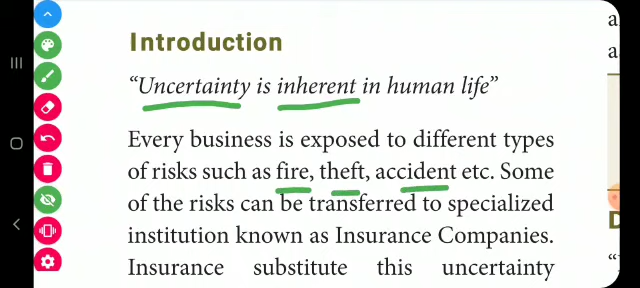 Introduction
“Uncertainty is inherent in human life”
Every business is exposed to different types
of risks such as fire, theft, accident etc. Some
of the risks can be transferred to specialized
institution known as Insurance Companies.
Insurance substitute this uncertainty
a
a
D
“